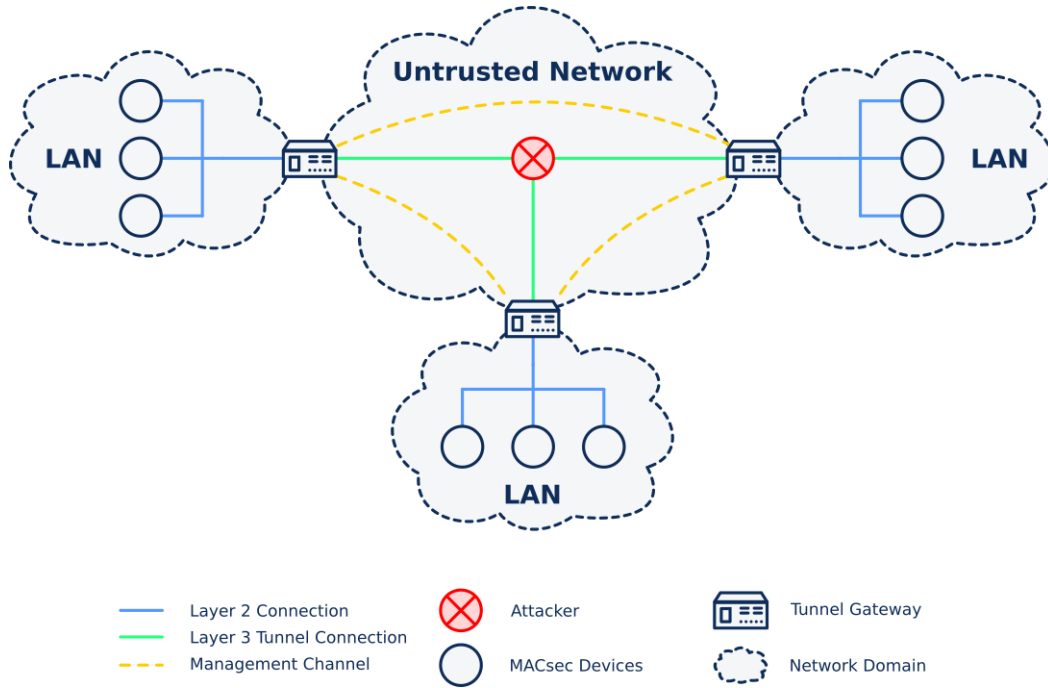 Untrusted Network
LAN
LAN
LAN
Layer 2 Connection
Layer 3 Tunnel Connection
Management Channel
Attacker
MACsec Devices
Tunnel Gateway
Network Domain